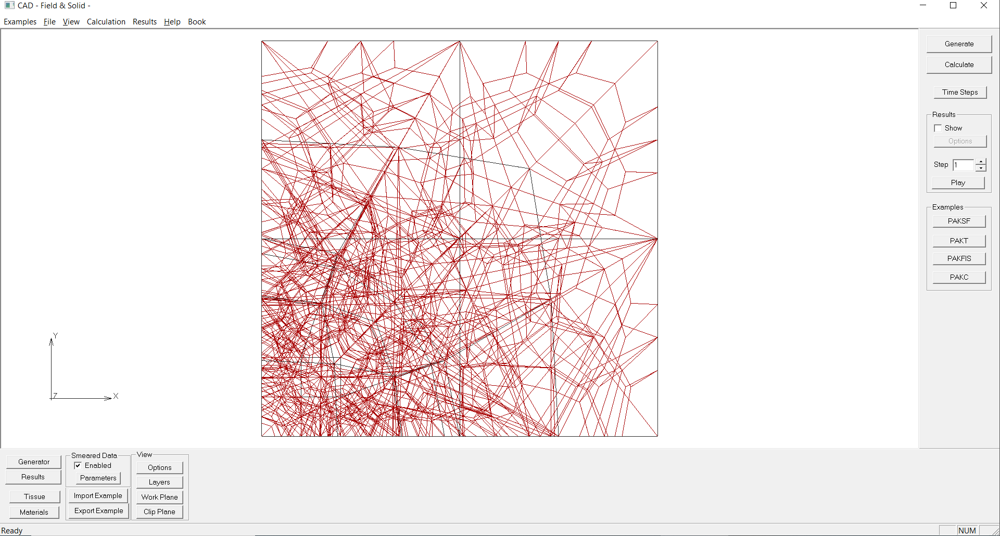 CAD - Field & Solid -
Examples File View Calculation Results Help Book
Generate
Calculate
Time Steps
Results
Show
Options
Step 1
Play
Examples
PAKSF
PAKT
PAKFIS
PAKC
Y
Z
X
Generator
Results
Tissue
Materials
Smeared Data
Enabled
Parameters
Import Example
Export Example
View
Options
Layers
Work Plane
Clip Plane
Ready
NUM